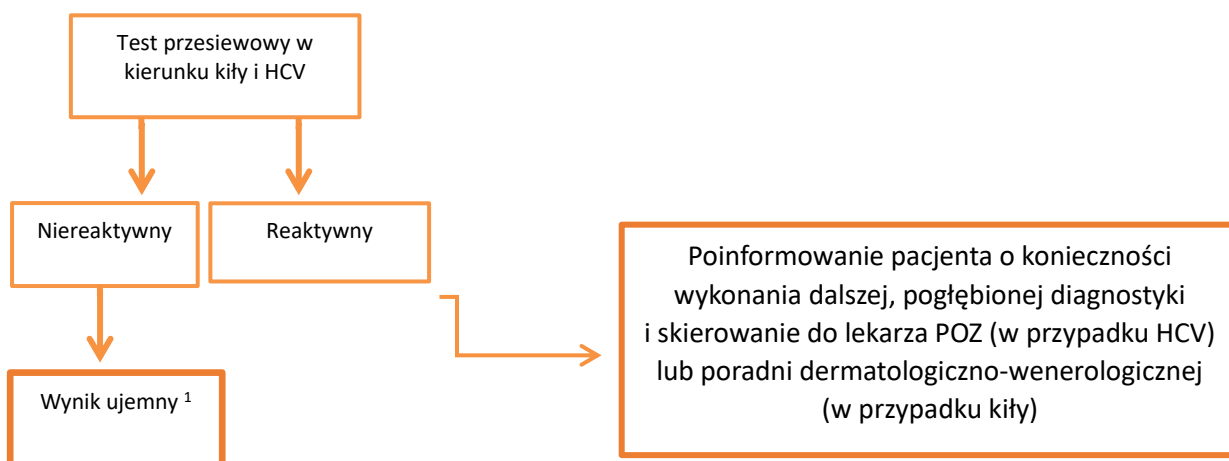 Test przesiewowy w
kierunku kiły i HCV
Niereaktywny
Reaktywny
Poinformowanie pacjenta o konieczności
wykonania dalszej, pogłębionej diagnostyki
i skierowanie do lekarza POZ (w przypadku HCV)
lub poradni dermatologiczno-wenerologicznej
(w przypadku kiły)
Wynik ujemny ¹